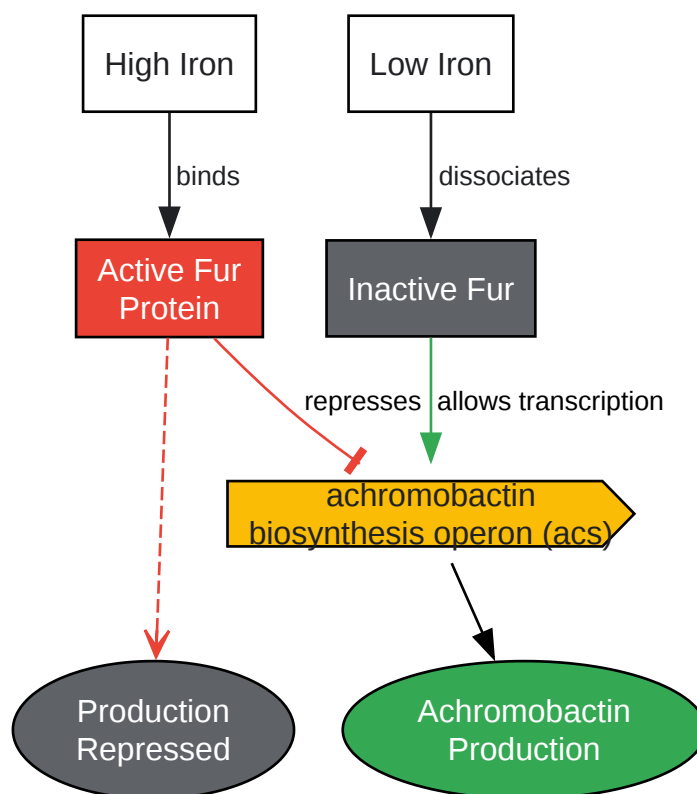 High Iron
Low Iron
binds
dissociates
Active Fur
Protein
Inactive Fur
represses
allows transcription
achromobactin
biosynthesis operon (acs)
Production
Repressed
Achromobactin
Production